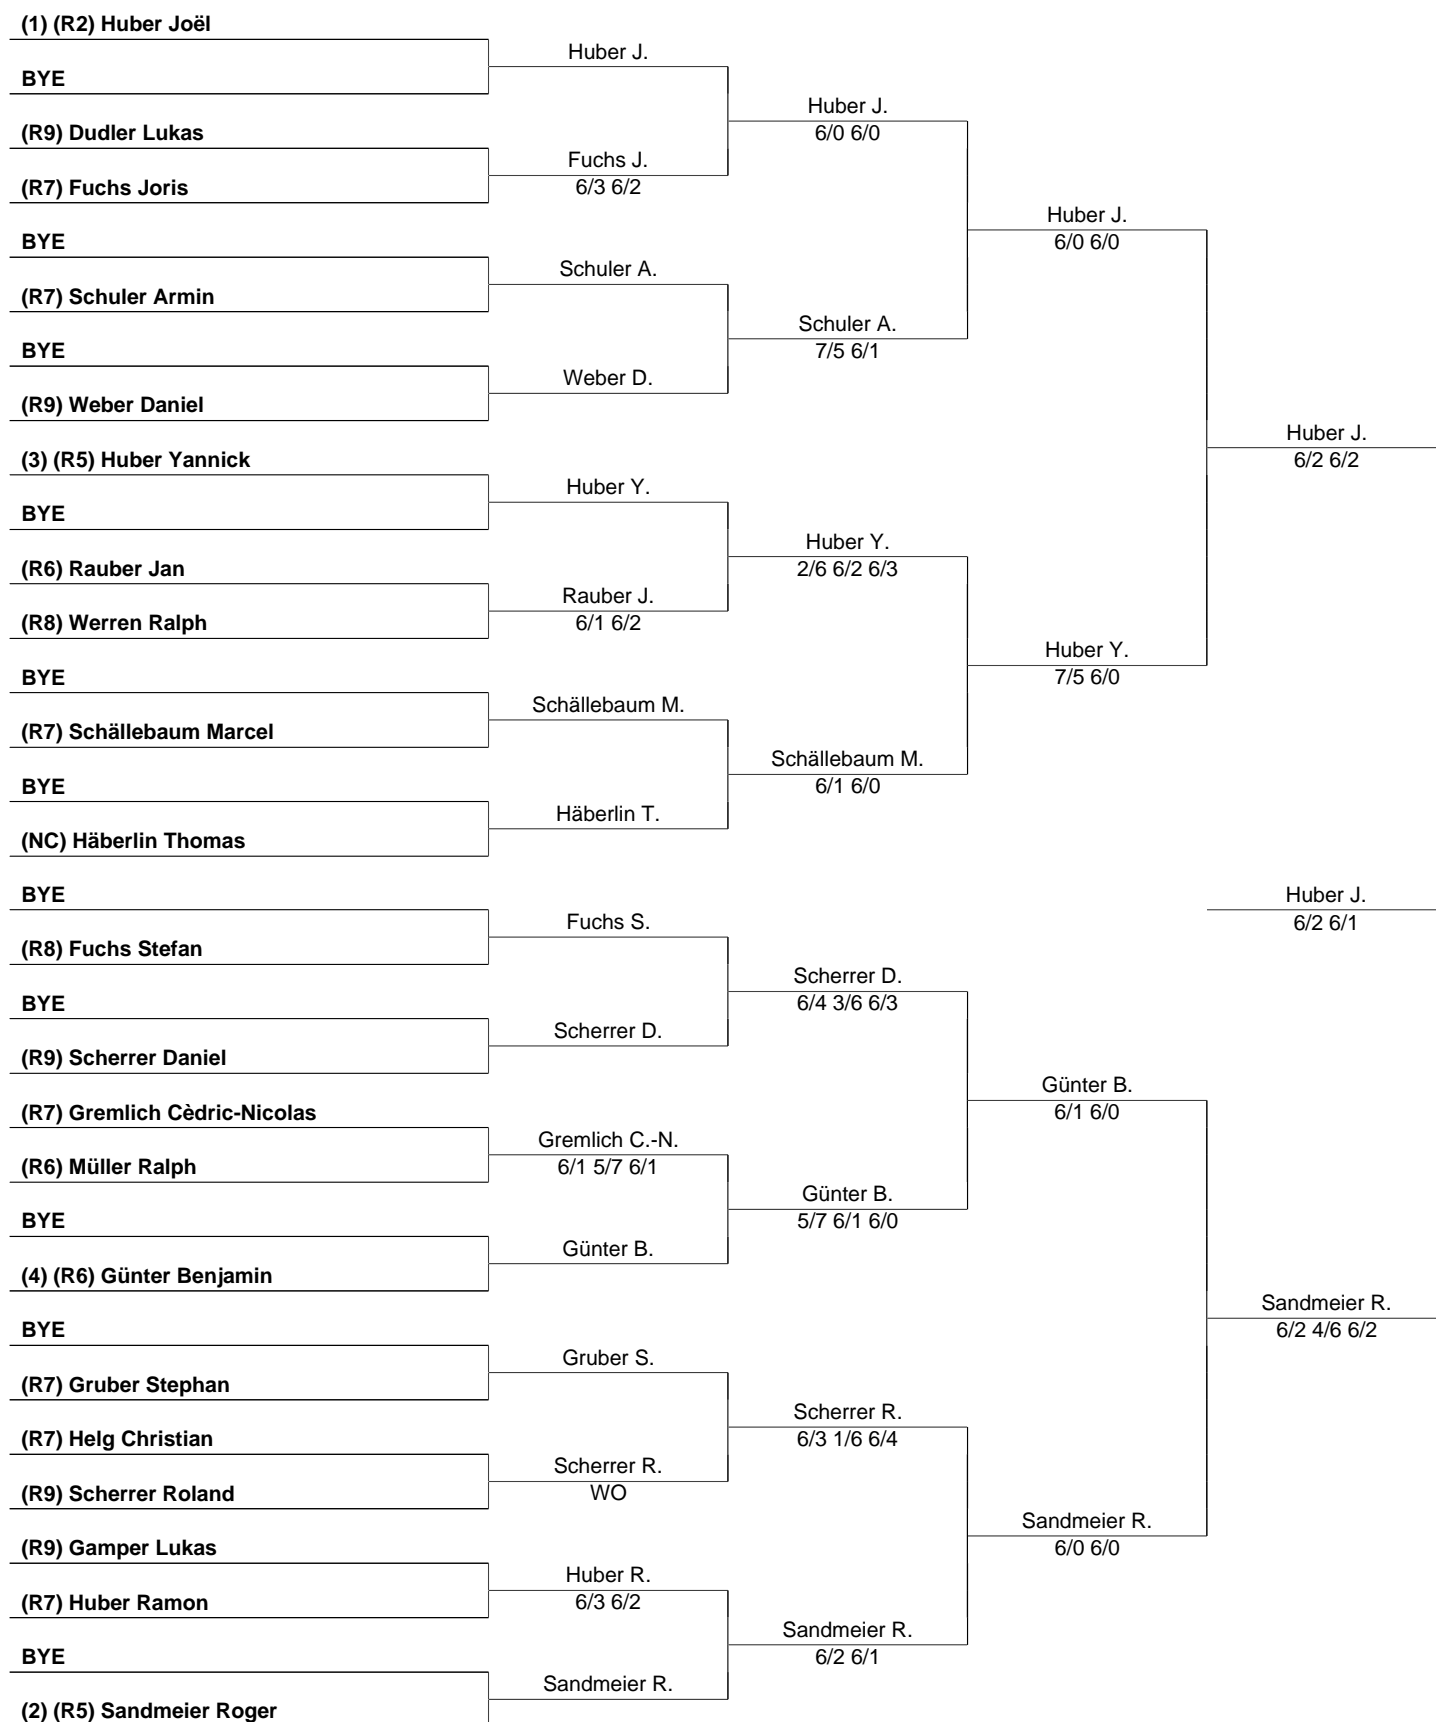 (1) (R2) Huber Joël
BYE
(R9) Dudler Lukas
(R7) Fuchs Joris
BYE
(R7) Schuler Armin
BYE
(R9) Weber Daniel
(3) (R5) Huber Yannick
BYE
(R6) Rauber Jan
(R8) Werren Ralph
BYE
(R7) Schällebaum Marcel
BYE
(NC) Häberlin Thomas
BYE
(R8) Fuchs Stefan
BYE
(R9) Scherrer Daniel
(R7) Gremlich Cèdric-Nicolas
(R6) Müller Ralph
BYE
(4) (R6) Günter Benjamin
BYE
(R7) Gruber Stephan
(R7) Helg Christian
(R9) Scherrer Roland
(R9) Gamper Lukas
(R7) Huber Ramon
BYE
(2) (R5) Sandmeier Roger
Huber J.
Fuchs J.
6/3 6/2
Schuler A.
Weber D.
Huber Y.
Rauber J.
6/1 6/2
Schällebaum M.
Häberlin T.
Fuchs S.
Scherrer D.
Gremlich C.-N.
6/1 5/7 6/1
Günter B.
Gruber S.
Scherrer R.
WO
Huber R.
6/3 6/2
Sandmeier R.
Huber J.
6/0 6/0
Schuler A.
7/5 6/1
Huber Y.
2/6 6/2 6/3
Schällebaum M.
6/1 6/0
Scherrer D.
6/4 3/6 6/3
Günter B.
5/7 6/1 6/0
Scherrer R.
6/3 1/6 6/4
Sandmeier R.
6/2 6/1
Huber J.
6/0 6/0
Huber Y.
7/5 6/0
Günter B.
6/1 6/0
Sandmeier R.
6/0 6/0
Huber J.
6/2 6/2
Huber J.
6/2 6/1
Sandmeier R.
6/2 4/6 6/2